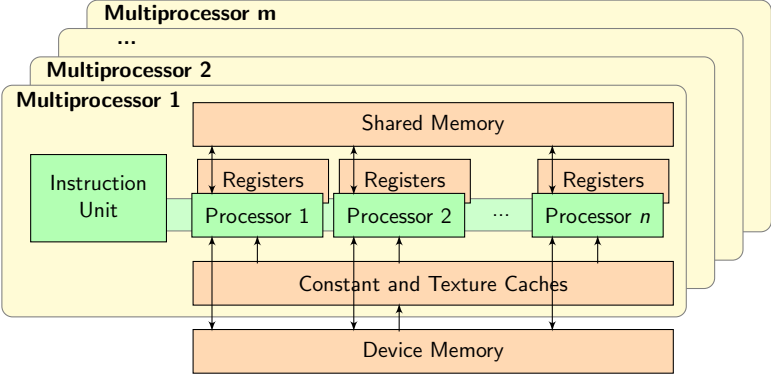 Multiprocessor m
...
Multiprocessor 2
Multiprocessor 1
Shared Memory
Instruction
Unit
Registers
Registers
Registers
Processor 1
Processor 2
...
Processor n
Constant and Texture Caches
Device Memory